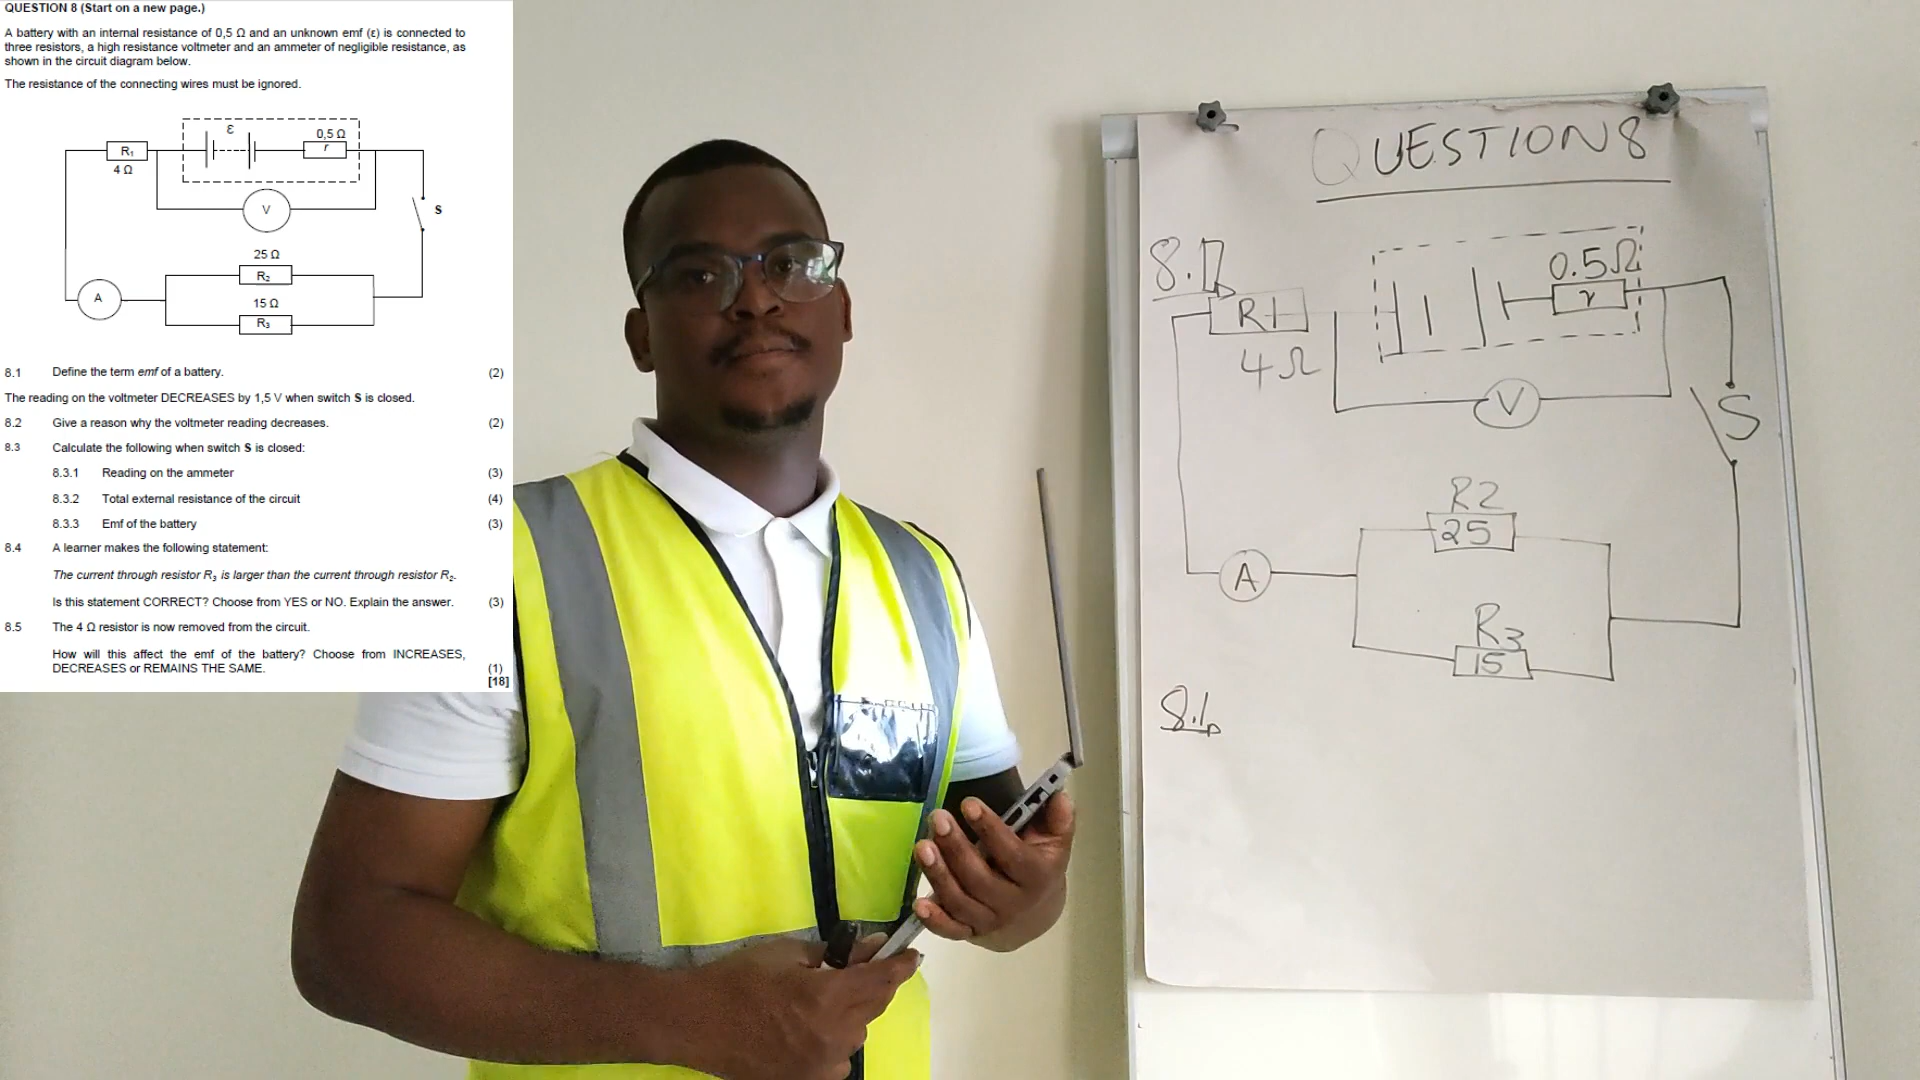 QUESTION 8 (Start on a new page.)
A battery with an internal resistance of 0,5 Ω and an unknown emf (ε) is connected to
three resistors, a high resistance voltmeter and an ammeter of negligible resistance, as
shown in the circuit diagram below.
The resistance of the connecting wires must be ignored.
ε
0,5 Ω
R₁
r
4 Ω
V
S
25 Ω
R₂
A
15 Ω
R₃
8.1 Define the term emf of a battery. (2)
The reading on the voltmeter DECREASES by 1,5 V when switch S is closed.
8.2 Give a reason why the voltmeter reading decreases. (2)
8.3 Calculate the following when switch S is closed:
8.3.1 Reading on the ammeter (3)
8.3.2 Total external resistance of the circuit (4)
8.3.3 Emf of the battery (3)
8.4 A learner makes the following statement:
The current through resistor R₃ is larger than the current through resistor R₂.
Is this statement CORRECT? Choose from YES or NO. Explain the answer. (3)
8.5 The 4 Ω resistor is now removed from the circuit.
How will this affect the emf of the battery? Choose from INCREASES,
DECREASES or REMAINS THE SAME. (1)
[18]
QUESTION 8
0.5Ω
R1
r
4Ω
V
S
R2
25
A
R3
15
8.1